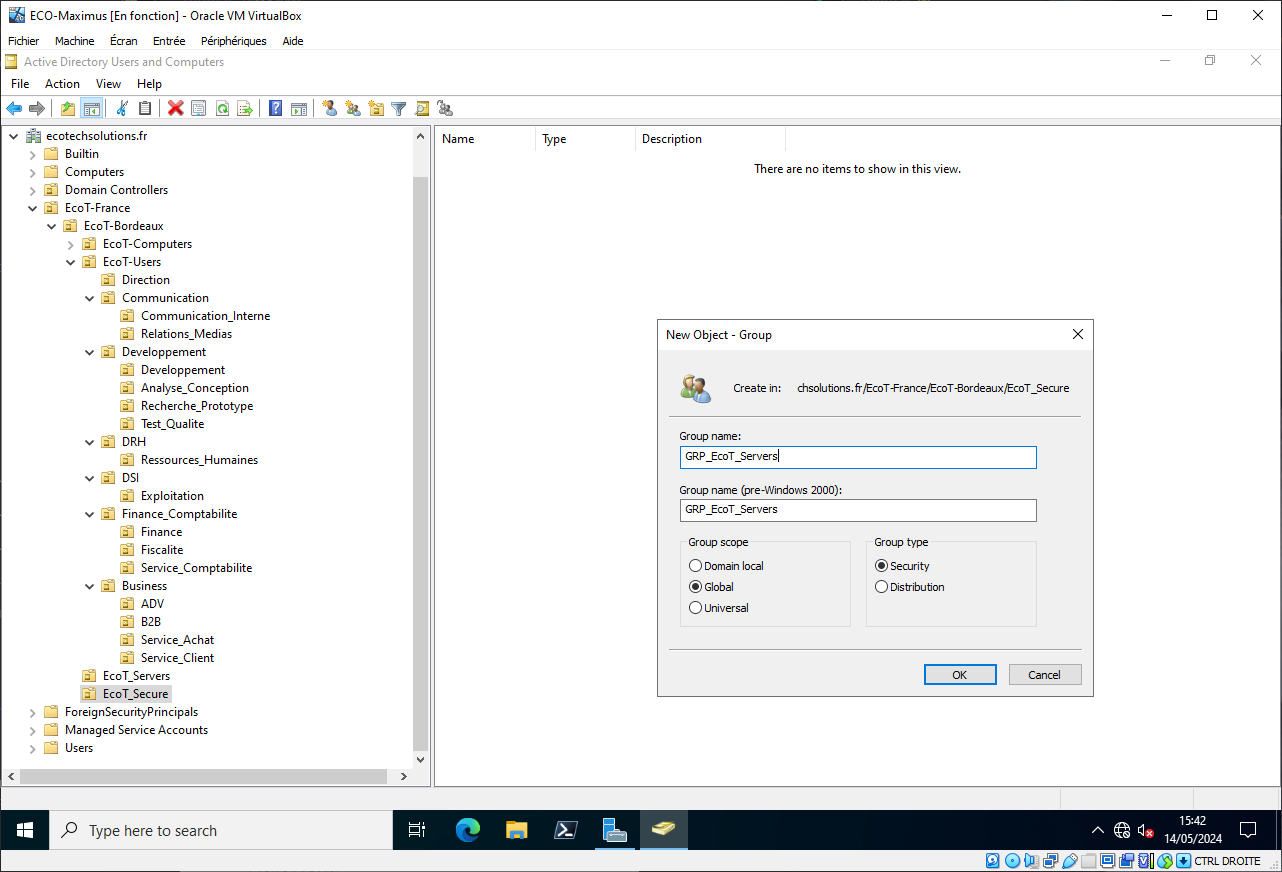 ECO-Maximus [En fonction] - Oracle VM VirtualBox
Fichier Machine Écran Entrée Périphériques Aide
Active Directory Users and Computers
File Action View Help
ecotechsolutions.fr
Builtin
Computers
Domain Controllers
EcoT-France
EcoT-Bordeaux
EcoT-Computers
EcoT-Users
Direction
Communication
Communication_Interne
Relations_Medias
Developpement
Developpement
Analyse_Conception
Recherche_Prototype
Test_Qualite
DRH
Ressources_Humaines
DSI
Exploitation
Finance_Comptabilite
Finance
Fiscalite
Service_Comptabilite
Business
ADV
B2B
Service_Achat
Service_Client
EcoT_Servers
EcoT_Secure
ForeignSecurityPrincipals
Managed Service Accounts
Users
Name Type Description
There are no items to show in this view.
New Object - Group
Create in: chsolutions.fr/EcoT-France/EcoT-Bordeaux/EcoT_Secure
Group name:
GRP_EcoT_Servers
Group name (pre-Windows 2000):
GRP_EcoT_Servers
Group scope
Domain local
Global
Universal
Group type
Security
Distribution
OK Cancel
Type here to search
15:42
14/05/2024
CTRL DROITE